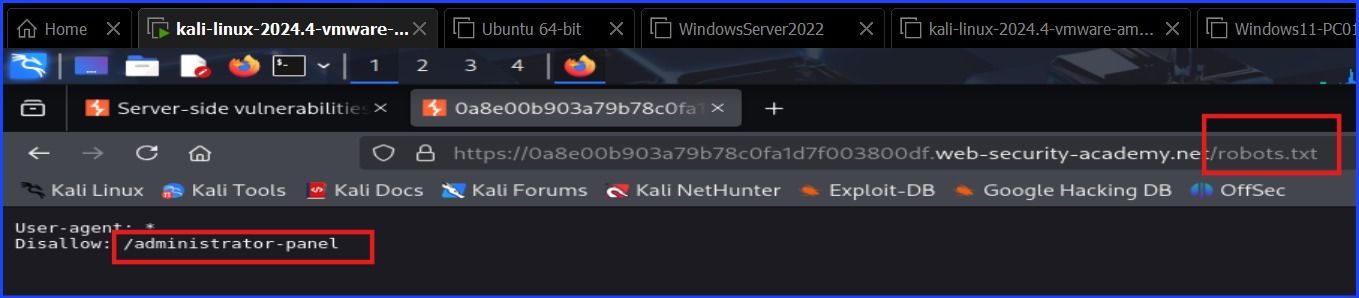 Home kali-linux-2024.4-vmware-... Ubuntu 64-bit WindowsServer2022 kali-linux-2024.4-vmware-am... Windows11-PC01
1 2 3 4
Server-side vulnerabilities 0a8e00b903a79b78c0fa1
https://0a8e00b903a79b78c0fa1d7f003800df.web-security-academy.net/robots.txt
Kali Linux Kali Tools Kali Docs Kali Forums Kali NetHunter Exploit-DB Google Hacking DB OffSec
User-agent: *
Disallow: /administrator-panel